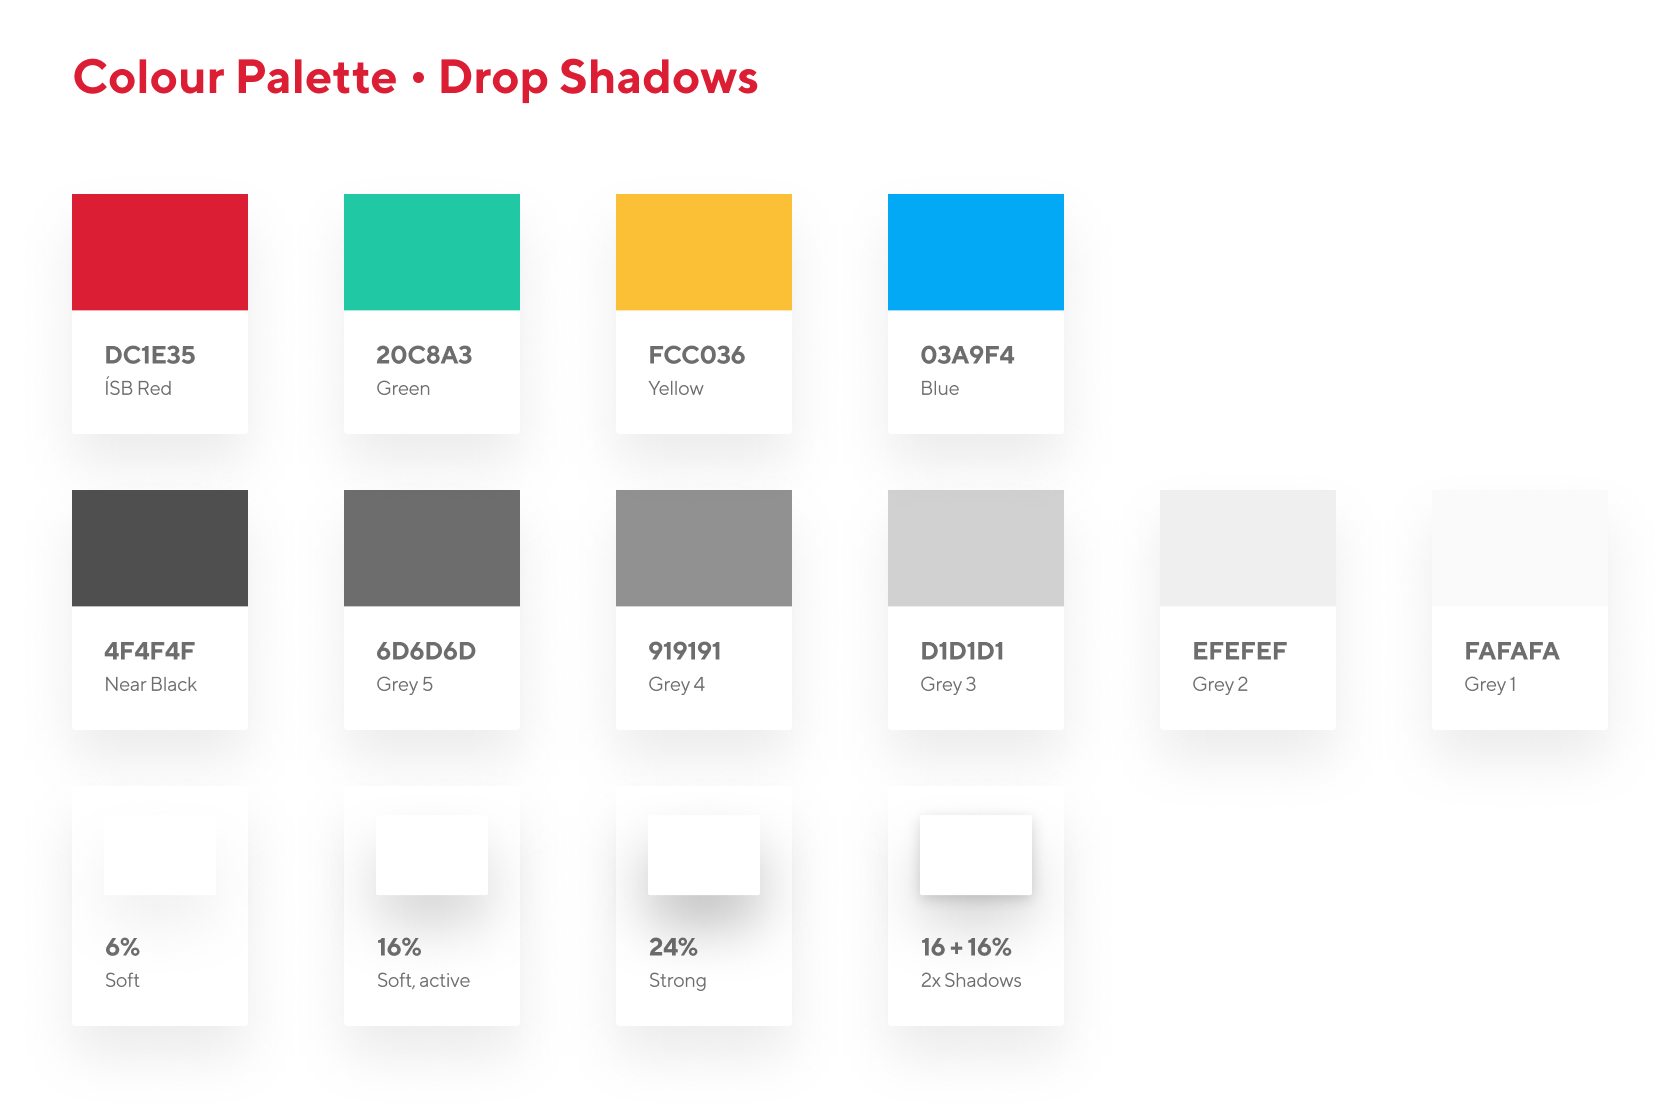 Colour Palette • Drop Shadows
DC1E35
ÍSB Red
20C8A3
Green
FCC036
Yellow
03A9F4
Blue
4F4F4F
Near Black
6D6D6D
Grey 5
919191
Grey 4
D1D1D1
Grey 3
EFEFEF
Grey 2
FAFAFA
Grey 1
6%
Soft
16%
Soft, active
24%
Strong
16 + 16%
2x Shadows